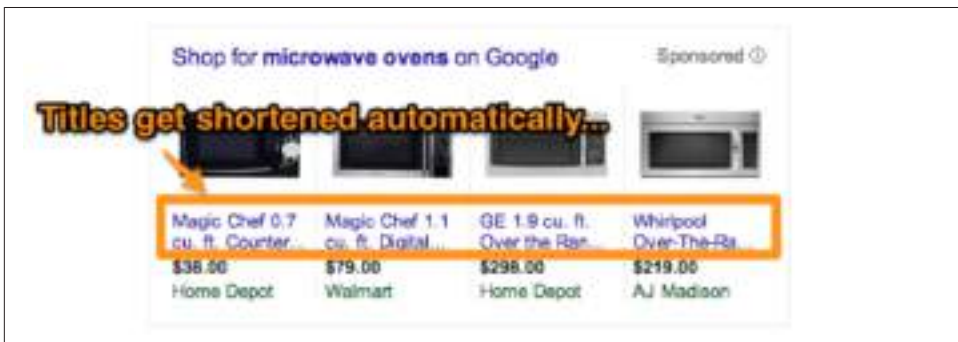 Shop for microwave ovens on Google
Sponsored ⓘ
Titles get shortened automatically...
Magic Chef 0.7
cu. ft. Counter...
Magic Chef 1.1
cu. ft. Digital...
GE 1.9 cu. ft.
Over the Ran...
Whirlpool
Over-The-Ra...
$38.00
$79.00
$298.00
$219.00
Home Depot
Walmart
Home Depot
AJ Madison